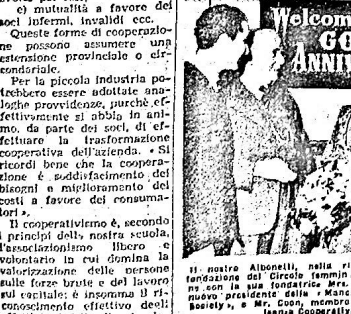 c) mutualità a favore dei
soci infermi, invalidi ecc.
Queste forme di cooperazio-
ne possono assumere una
estensione provinciale o cir-
condariale.
Per la piccola industria po-
trebbero essere adottate ana-
loghe provvidenze, purchè ef-
fettivamente si abbia in ani-
mo, da parte dei soci, di ef-
fettuare la trasformazione
cooperativa dell'azienda. « Si
ricordi bene che la coopera-
zione è soddisfacimento dei
bisogni e miglioramento dei
costi a favore dei consuma-
tori ».
Il cooperativismo è, secondo
i principi della nostra scuola,
l'associazionismo libero e
volontario in cui domina la
valorizzazione delle persone
sulle forze brute e del lavoro
sul capitale: è insomma il ri-
conoscimento effettivo degli
Welcom
GO
ANNIV
Il nostro Albonelli, nella ri
fondazione del Circolo femmin
ne con la sua fondatrice Mrs.
nuovo presidente della « Manc
Society », e Mr. Coon, membro
Cooperativ